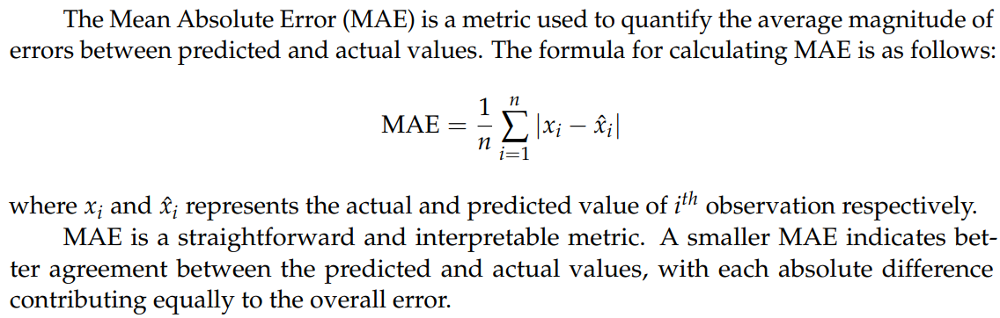 The Mean Absolute Error (MAE) is a metric used to quantify the average magnitude of
errors between predicted and actual values. The formula for calculating MAE is as follows:
MAE = \frac{1}{n} \sum_{i=1}^{n} |x_i − \hat{x}_i|
where x_i and \hat{x}_i represents the actual and predicted value of i^{th} observation respectively.
MAE is a straightforward and interpretable metric. A smaller MAE indicates bet-
ter agreement between the predicted and actual values, with each absolute difference
contributing equally to the overall error.